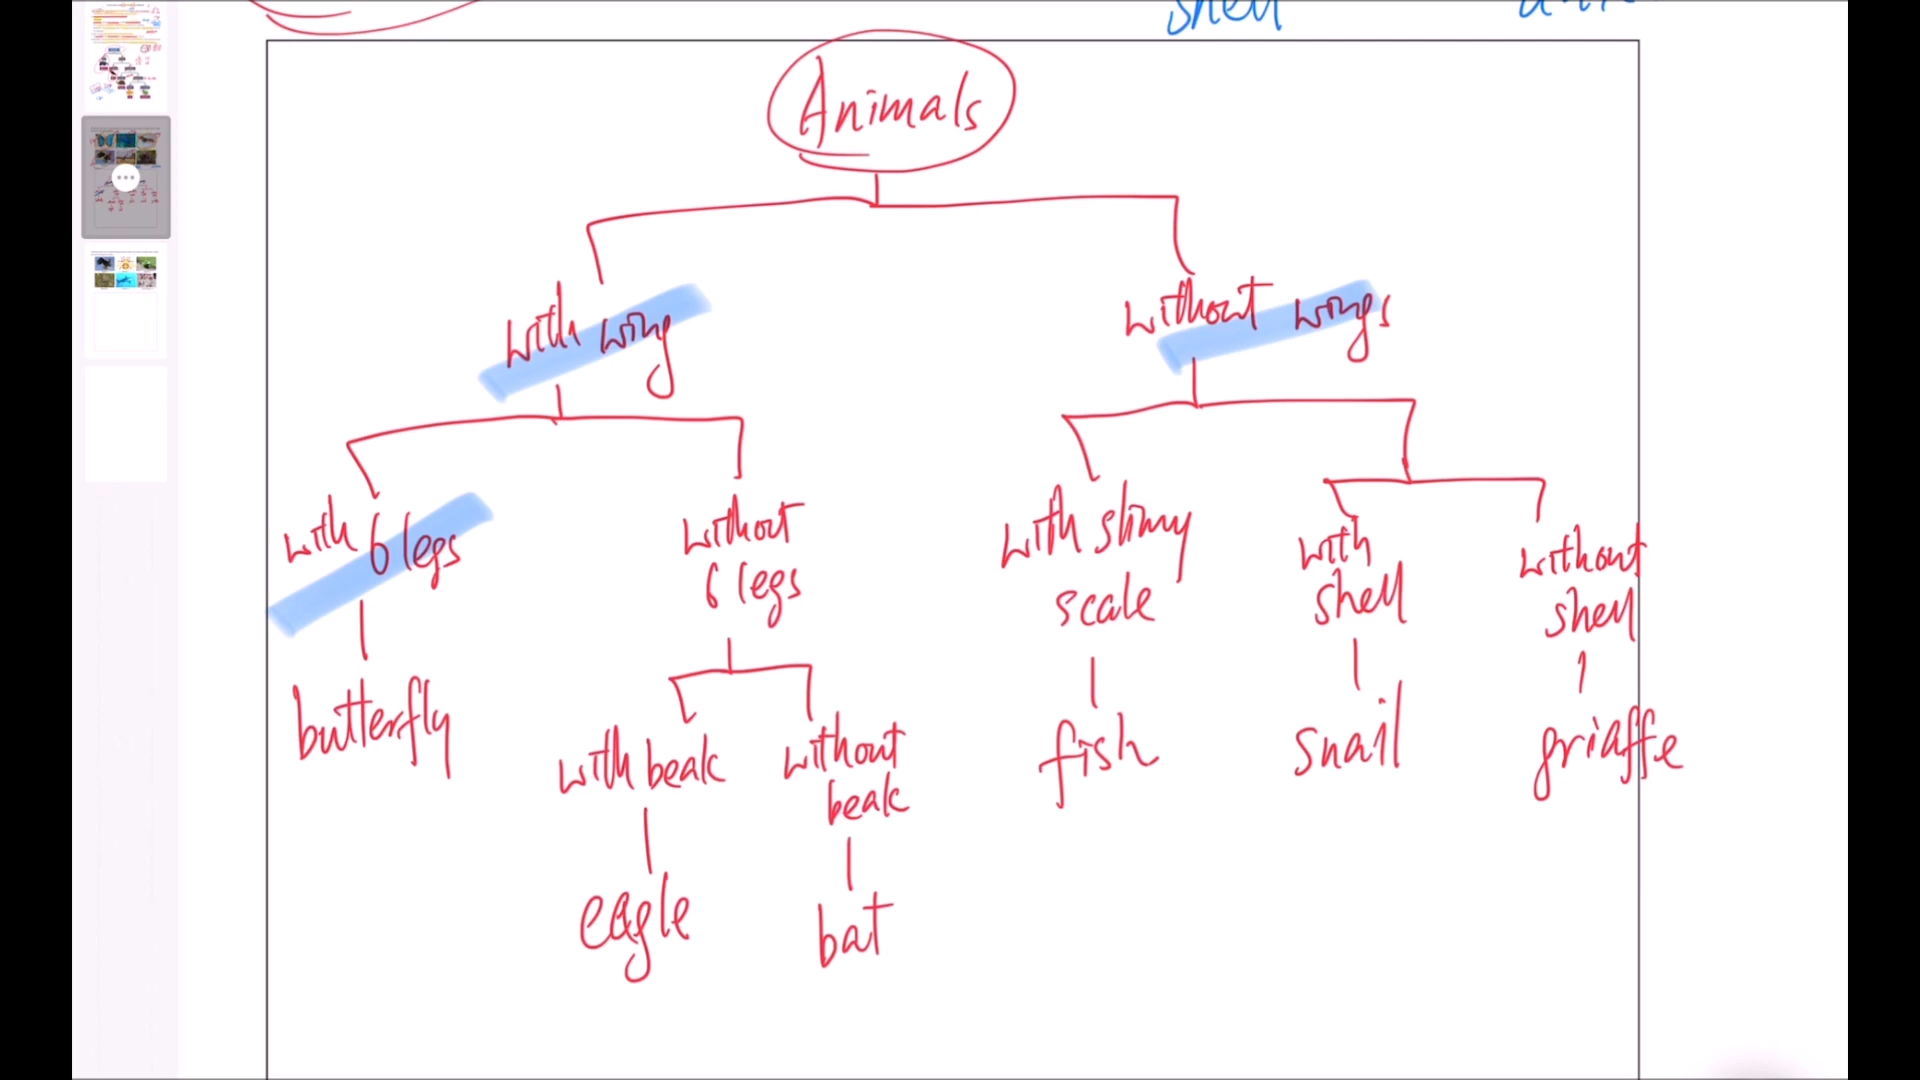 shell
Animals
with wing
without wings
with 6 legs
without
6 legs
with slimy
scale
with
shell
without
shell
butterfly
with beak
without
beak
fish
snail
griaffe
eagle
bat